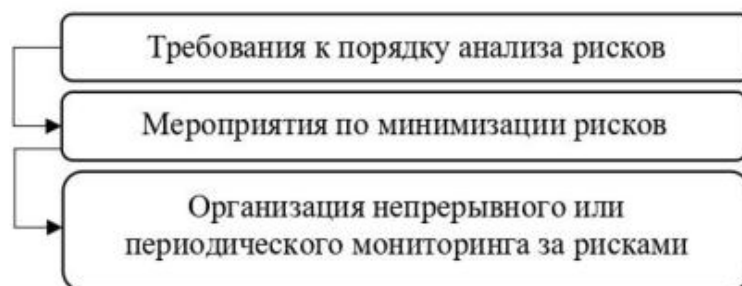 Требования к порядку анализа рисков
Мероприятия по минимизации рисков
Организация непрерывного или
периодического мониторинга за рисками